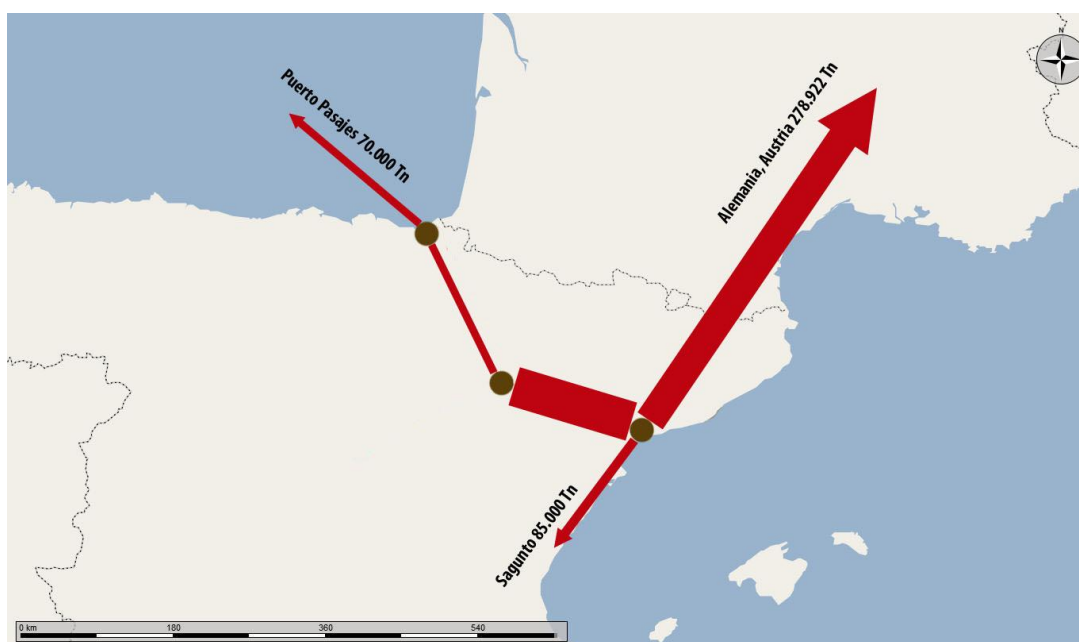 N
Puerto Pasajes 70.000 Tn
Alemania, Austria 278.922 Tn
Sagunto 85.000 Tn
0 km 180 360 540